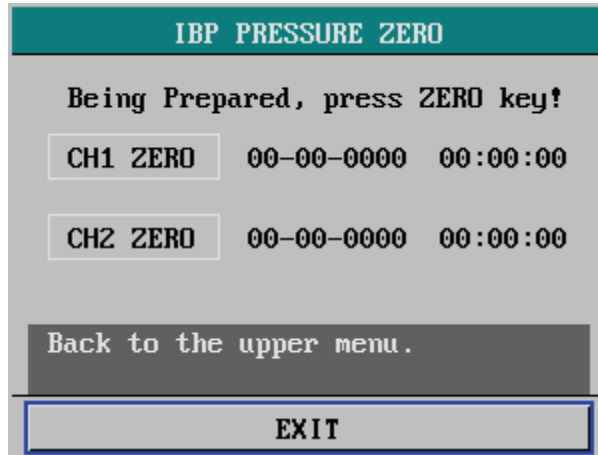 IBP PRESSURE ZERO
Being Prepared, press ZERO key!
CH1 ZERO 00-00-0000 00:00:00
CH2 ZERO 00-00-0000 00:00:00
Back to the upper menu.
EXIT